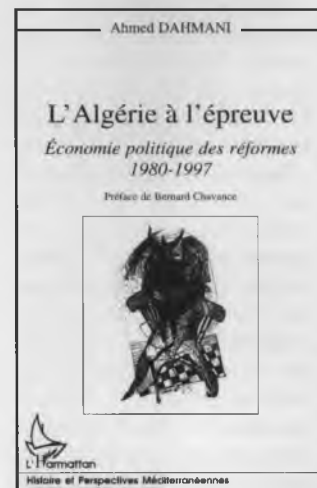 Ahmed DAHMANI
L'Algérie à l'épreuve
Économie politique des réformes
1980-1997
Préface de Bernard Chavance
L'Harmattan
Histoire et Perspectives Méditerranéennes